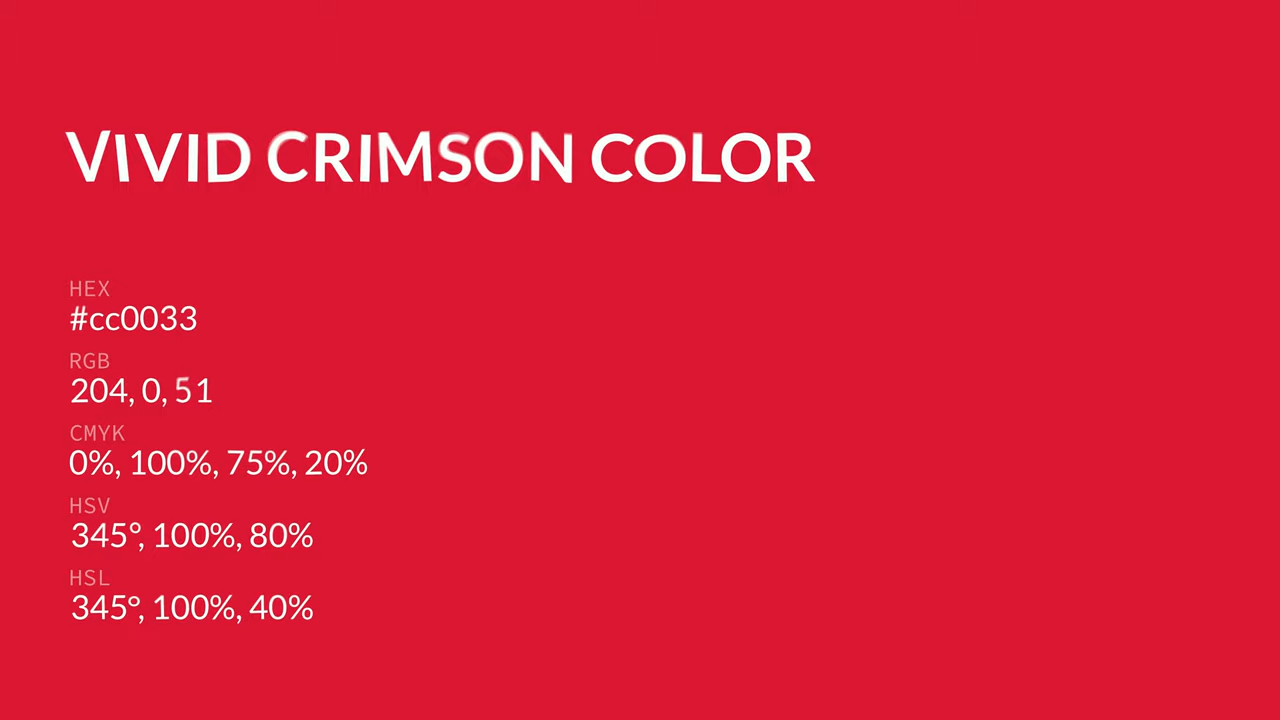 VIVID CRIMSON COLOR
HEX
#cc0033
RGB
204, 0, 51
CMYK
0%, 100%, 75%, 20%
HSV
345°, 100%, 80%
HSL
345°, 100%, 40%